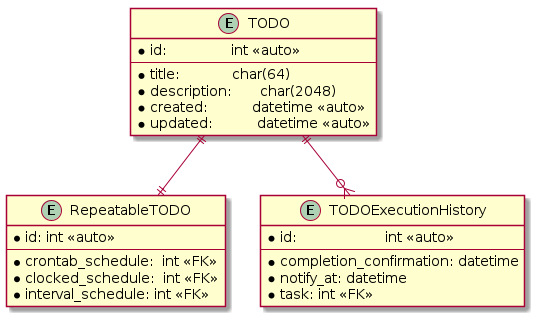 E TODO
id: int «auto»
title: char(64)
description: char(2048)
created: datetime «auto»
updated: datetime «auto»
E RepeatableTODO
id: int «auto»
crontab_schedule: int «FK»
clocked_schedule: int «FK»
interval_schedule: int «FK»
E TODOExecutionHistory
id: int «auto»
completion_confirmation: datetime
notify_at: datetime
task: int «FK»